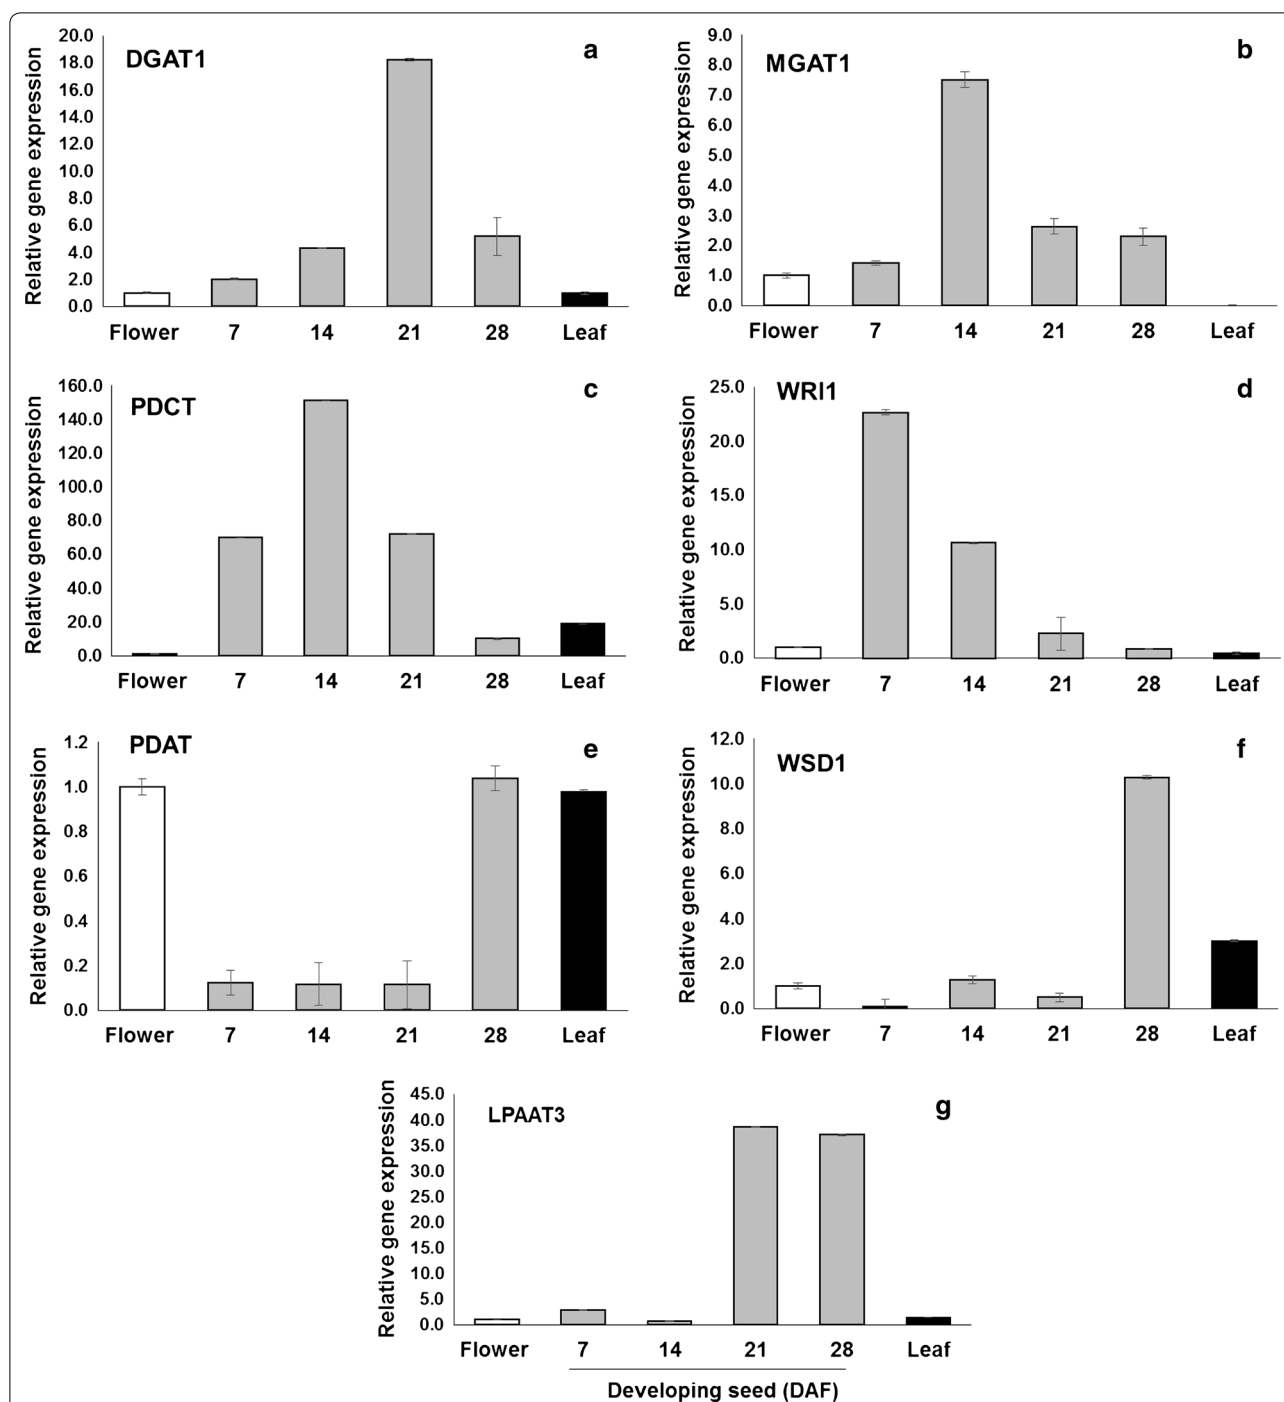 DGAT1
a
Relative gene expression
20.0
18.0
16.0
14.0
12.0
10.0
8.0
6.0
4.0
2.0
0.0
Flower 7 14 21 28 Leaf
MGAT1
b
Relative gene expression
9.0
8.0
7.0
6.0
5.0
4.0
3.0
2.0
1.0
0.0
Flower 7 14 21 28 Leaf
PDCT
c
Relative gene expression
160.0
140.0
120.0
100.0
80.0
60.0
40.0
20.0
0.0
Flower 7 14 21 28 Leaf
WRI1
d
Relative gene expression
25.0
20.0
15.0
10.0
5.0
0.0
Flower 7 14 21 28 Leaf
PDAT
e
Relative gene expression
1.2
1.0
0.8
0.6
0.4
0.2
0.0
Flower 7 14 21 28 Leaf
WSD1
f
Relative gene expression
12.0
10.0
8.0
6.0
4.0
2.0
0.0
Flower 7 14 21 28 Leaf
LPAAT3
g
Relative gene expression
45.0
40.0
35.0
30.0
25.0
20.0
15.0
10.0
5.0
0.0
Flower 7 14 21 28 Leaf
Developing seed (DAF)